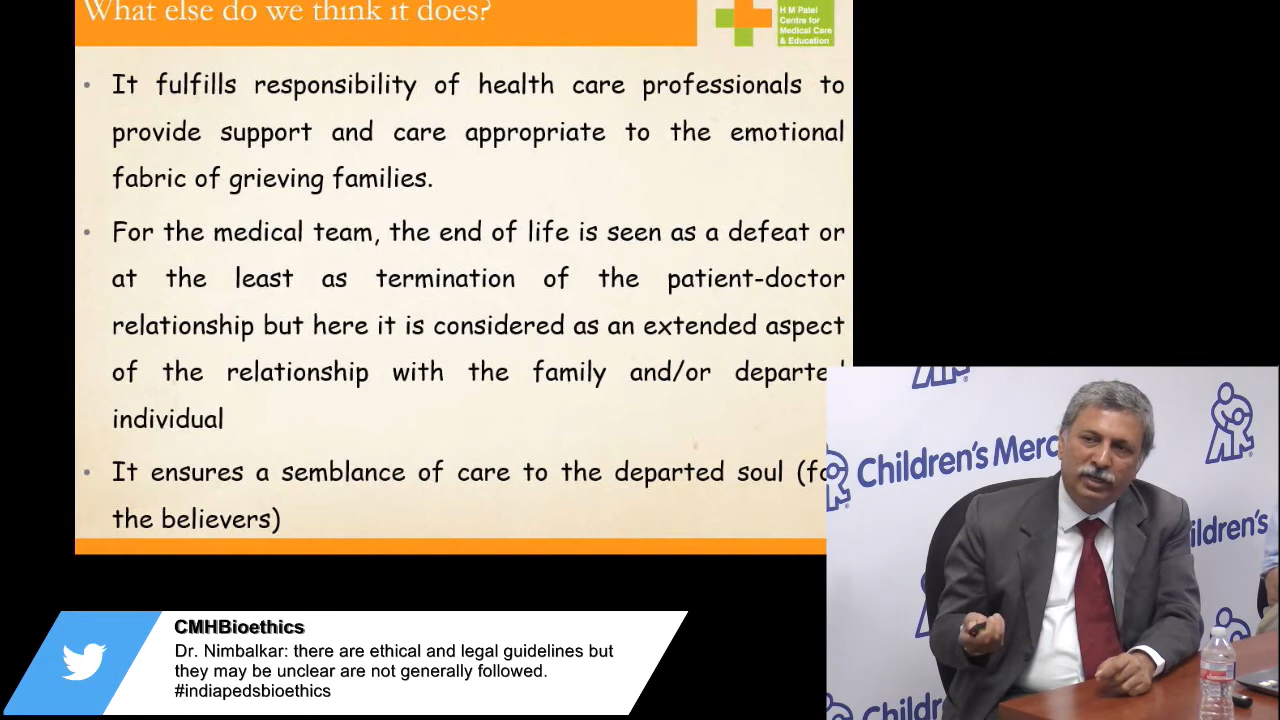 What else do we think it does?
H M Patel
Centre for
Medical Care
& Education
• It fulfills responsibility of health care professionals to
provide support and care appropriate to the emotional
fabric of grieving families.
• For the medical team, the end of life is seen as a defeat or
at the least as termination of the patient-doctor
relationship but here it is considered as an extended aspect
of the relationship with the family and/or departed
individual
• It ensures a semblance of care to the departed soul (for
the believers)
Children's Merc
ildren's
Childr
CMHBioethics
Dr. Nimbalkar: there are ethical and legal guidelines but
they may be unclear are not generally followed.
#indiapedsbioethics